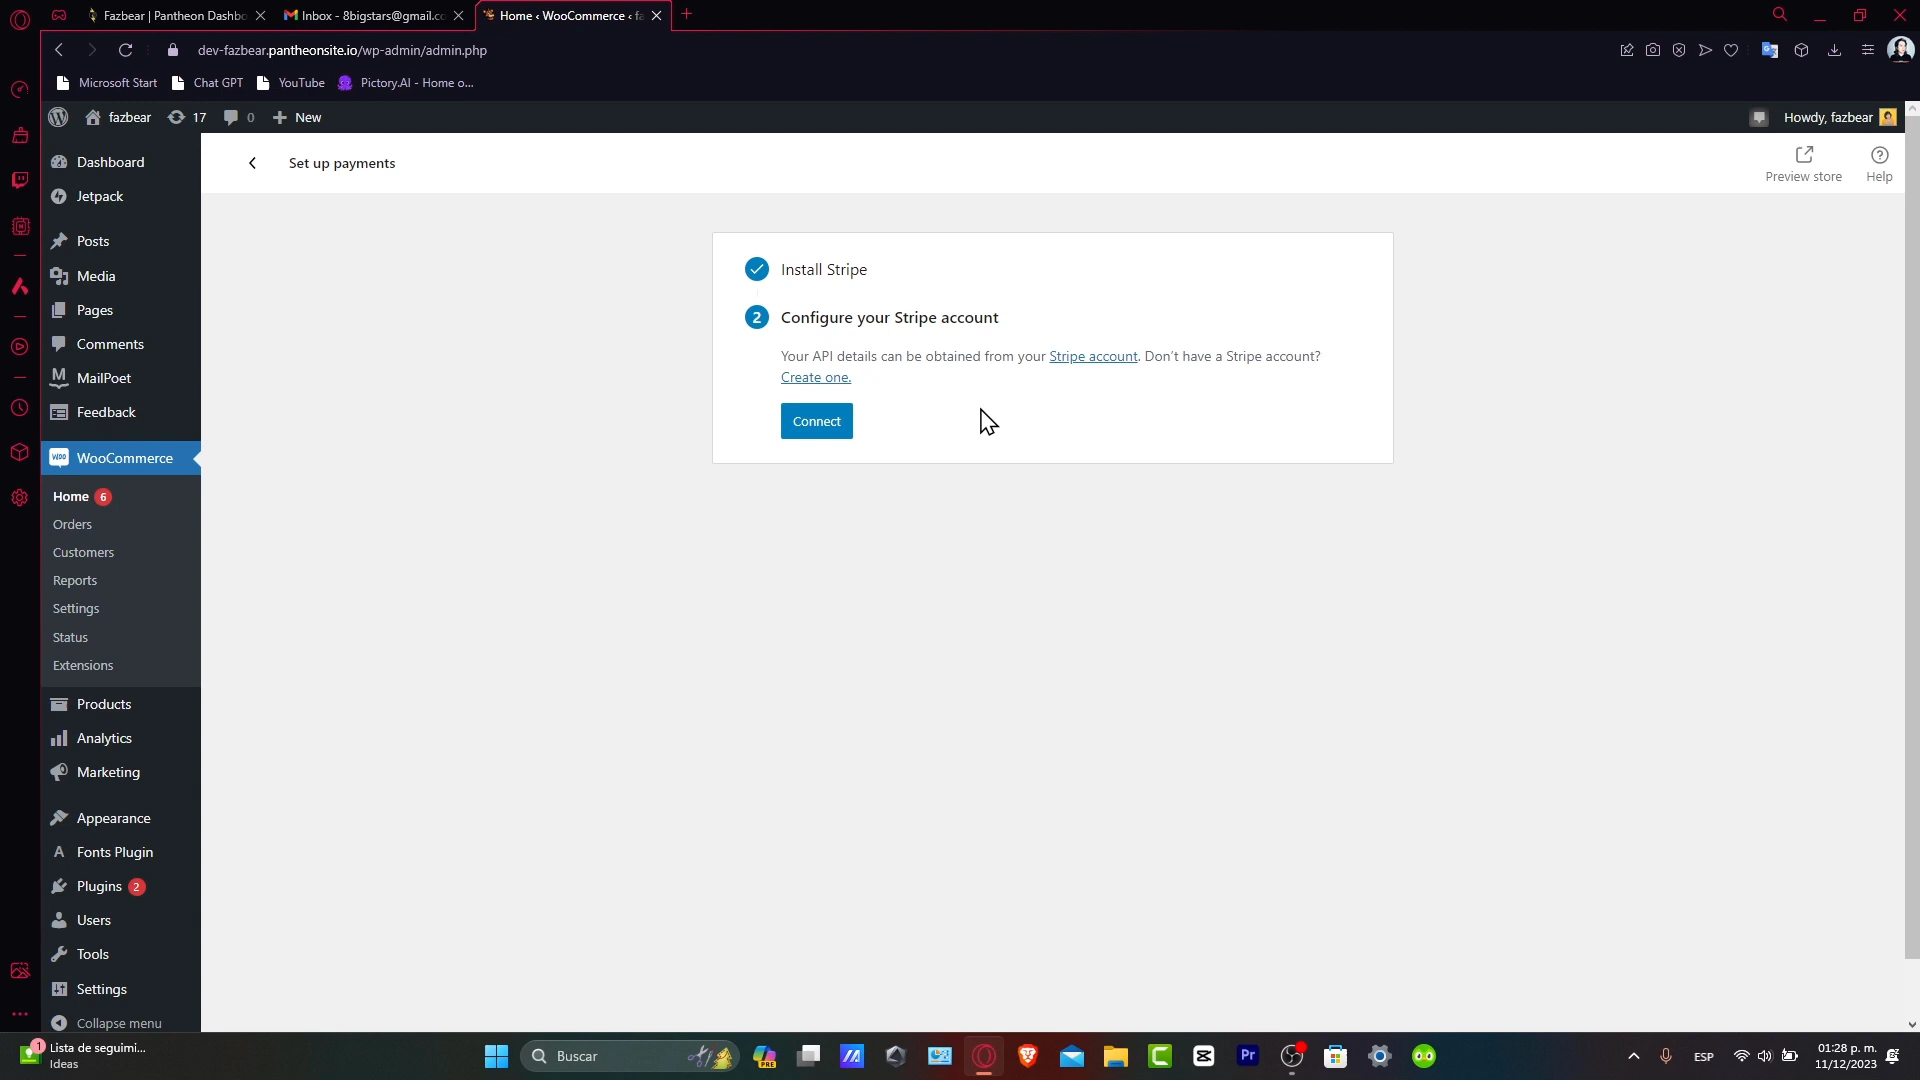 Fazbear | Pantheon Dashbo
Inbox - 8bigstars@gmail.co
Home ‹ WooCommerce ‹ fa
dev-fazbear.pantheonsite.io/wp-admin/admin.php
Microsoft Start
Chat GPT
YouTube
Pictory.AI - Home o...
fazbear
17
0
New
Howdy, fazbear
Dashboard
Jetpack
Posts
Media
Pages
Comments
MailPoet
Feedback
WooCommerce
Home 6
Orders
Customers
Reports
Settings
Status
Extensions
Products
Analytics
Marketing
Appearance
Fonts Plugin
Plugins 2
Users
Tools
Settings
Collapse menu
Set up payments
Preview store
Help
Install Stripe
2 Configure your Stripe account
Your API details can be obtained from your Stripe account. Don't have a Stripe account?
Create one.
Connect
1
Lista de seguimi...
Ideas
Buscar
PRE
Pr
ESP
01:28 p. m.
11/12/2023